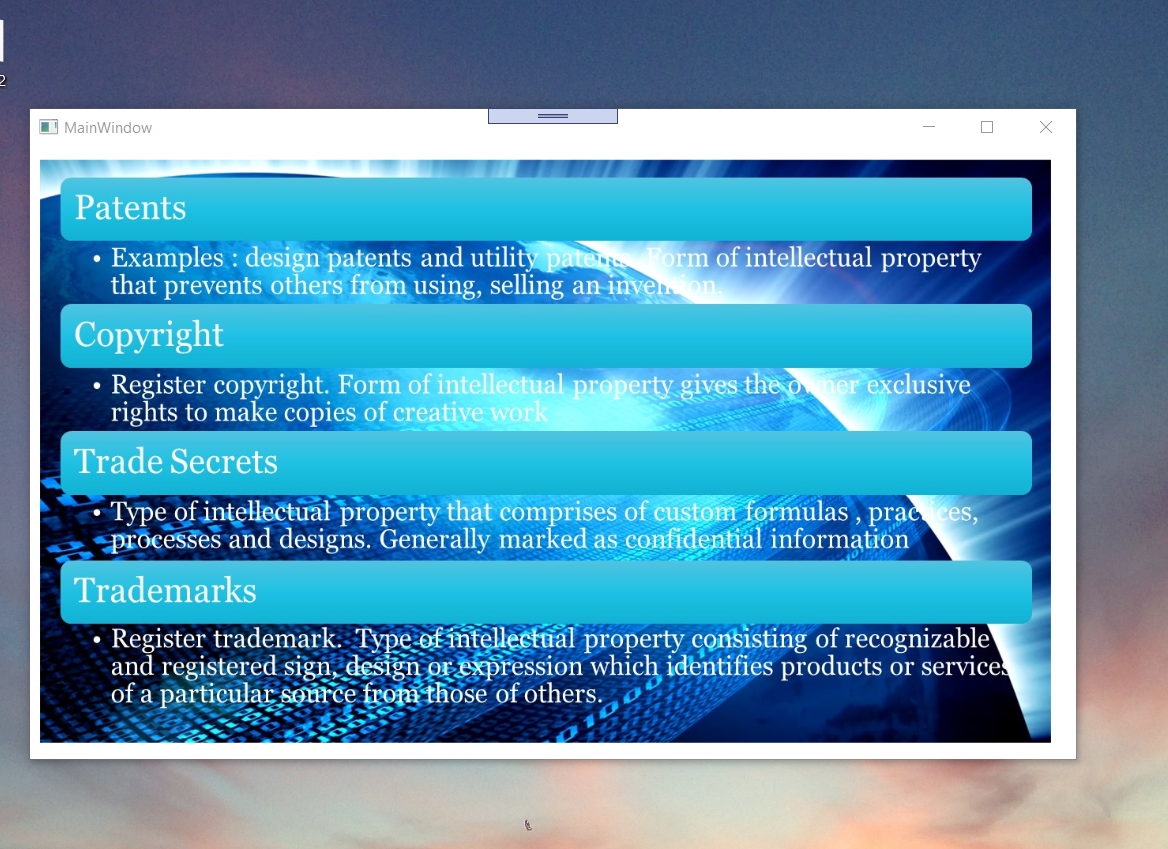 2
MainWindow
Patents
• Examples : design patents and utility patents. Form of intellectual property
that prevents others from using, selling an invention.
Copyright
• Register copyright. Form of intellectual property gives the owner exclusive
rights to make copies of creative work
Trade Secrets
• Type of intellectual property that comprises of custom formulas , practices,
processes and designs. Generally marked as confidential information
Trademarks
• Register trademark.  Type of intellectual property consisting of recognizable
and registered sign, design or expression which identifies products or services
of a particular source from those of others.